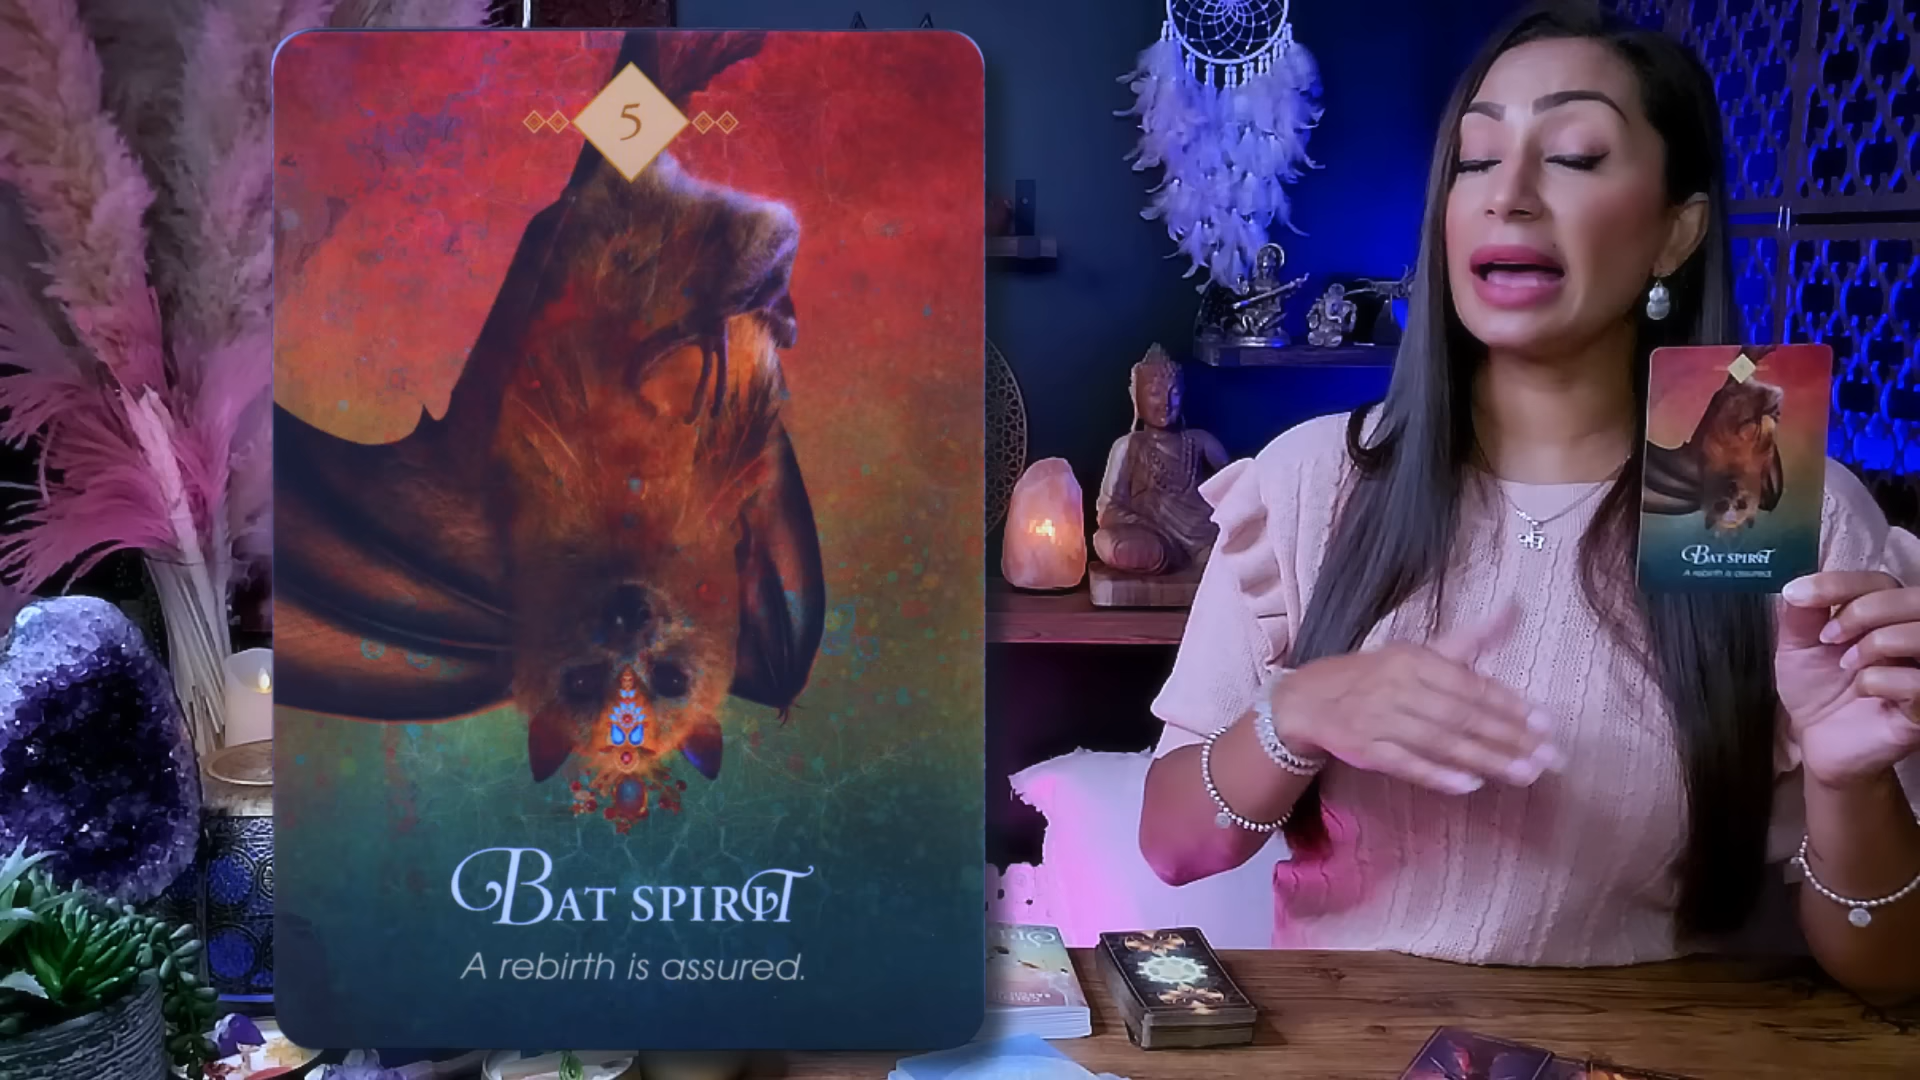 5
Bat Spirit
A rebirth is assured.
Bat Spirit
A rebirth is assured.